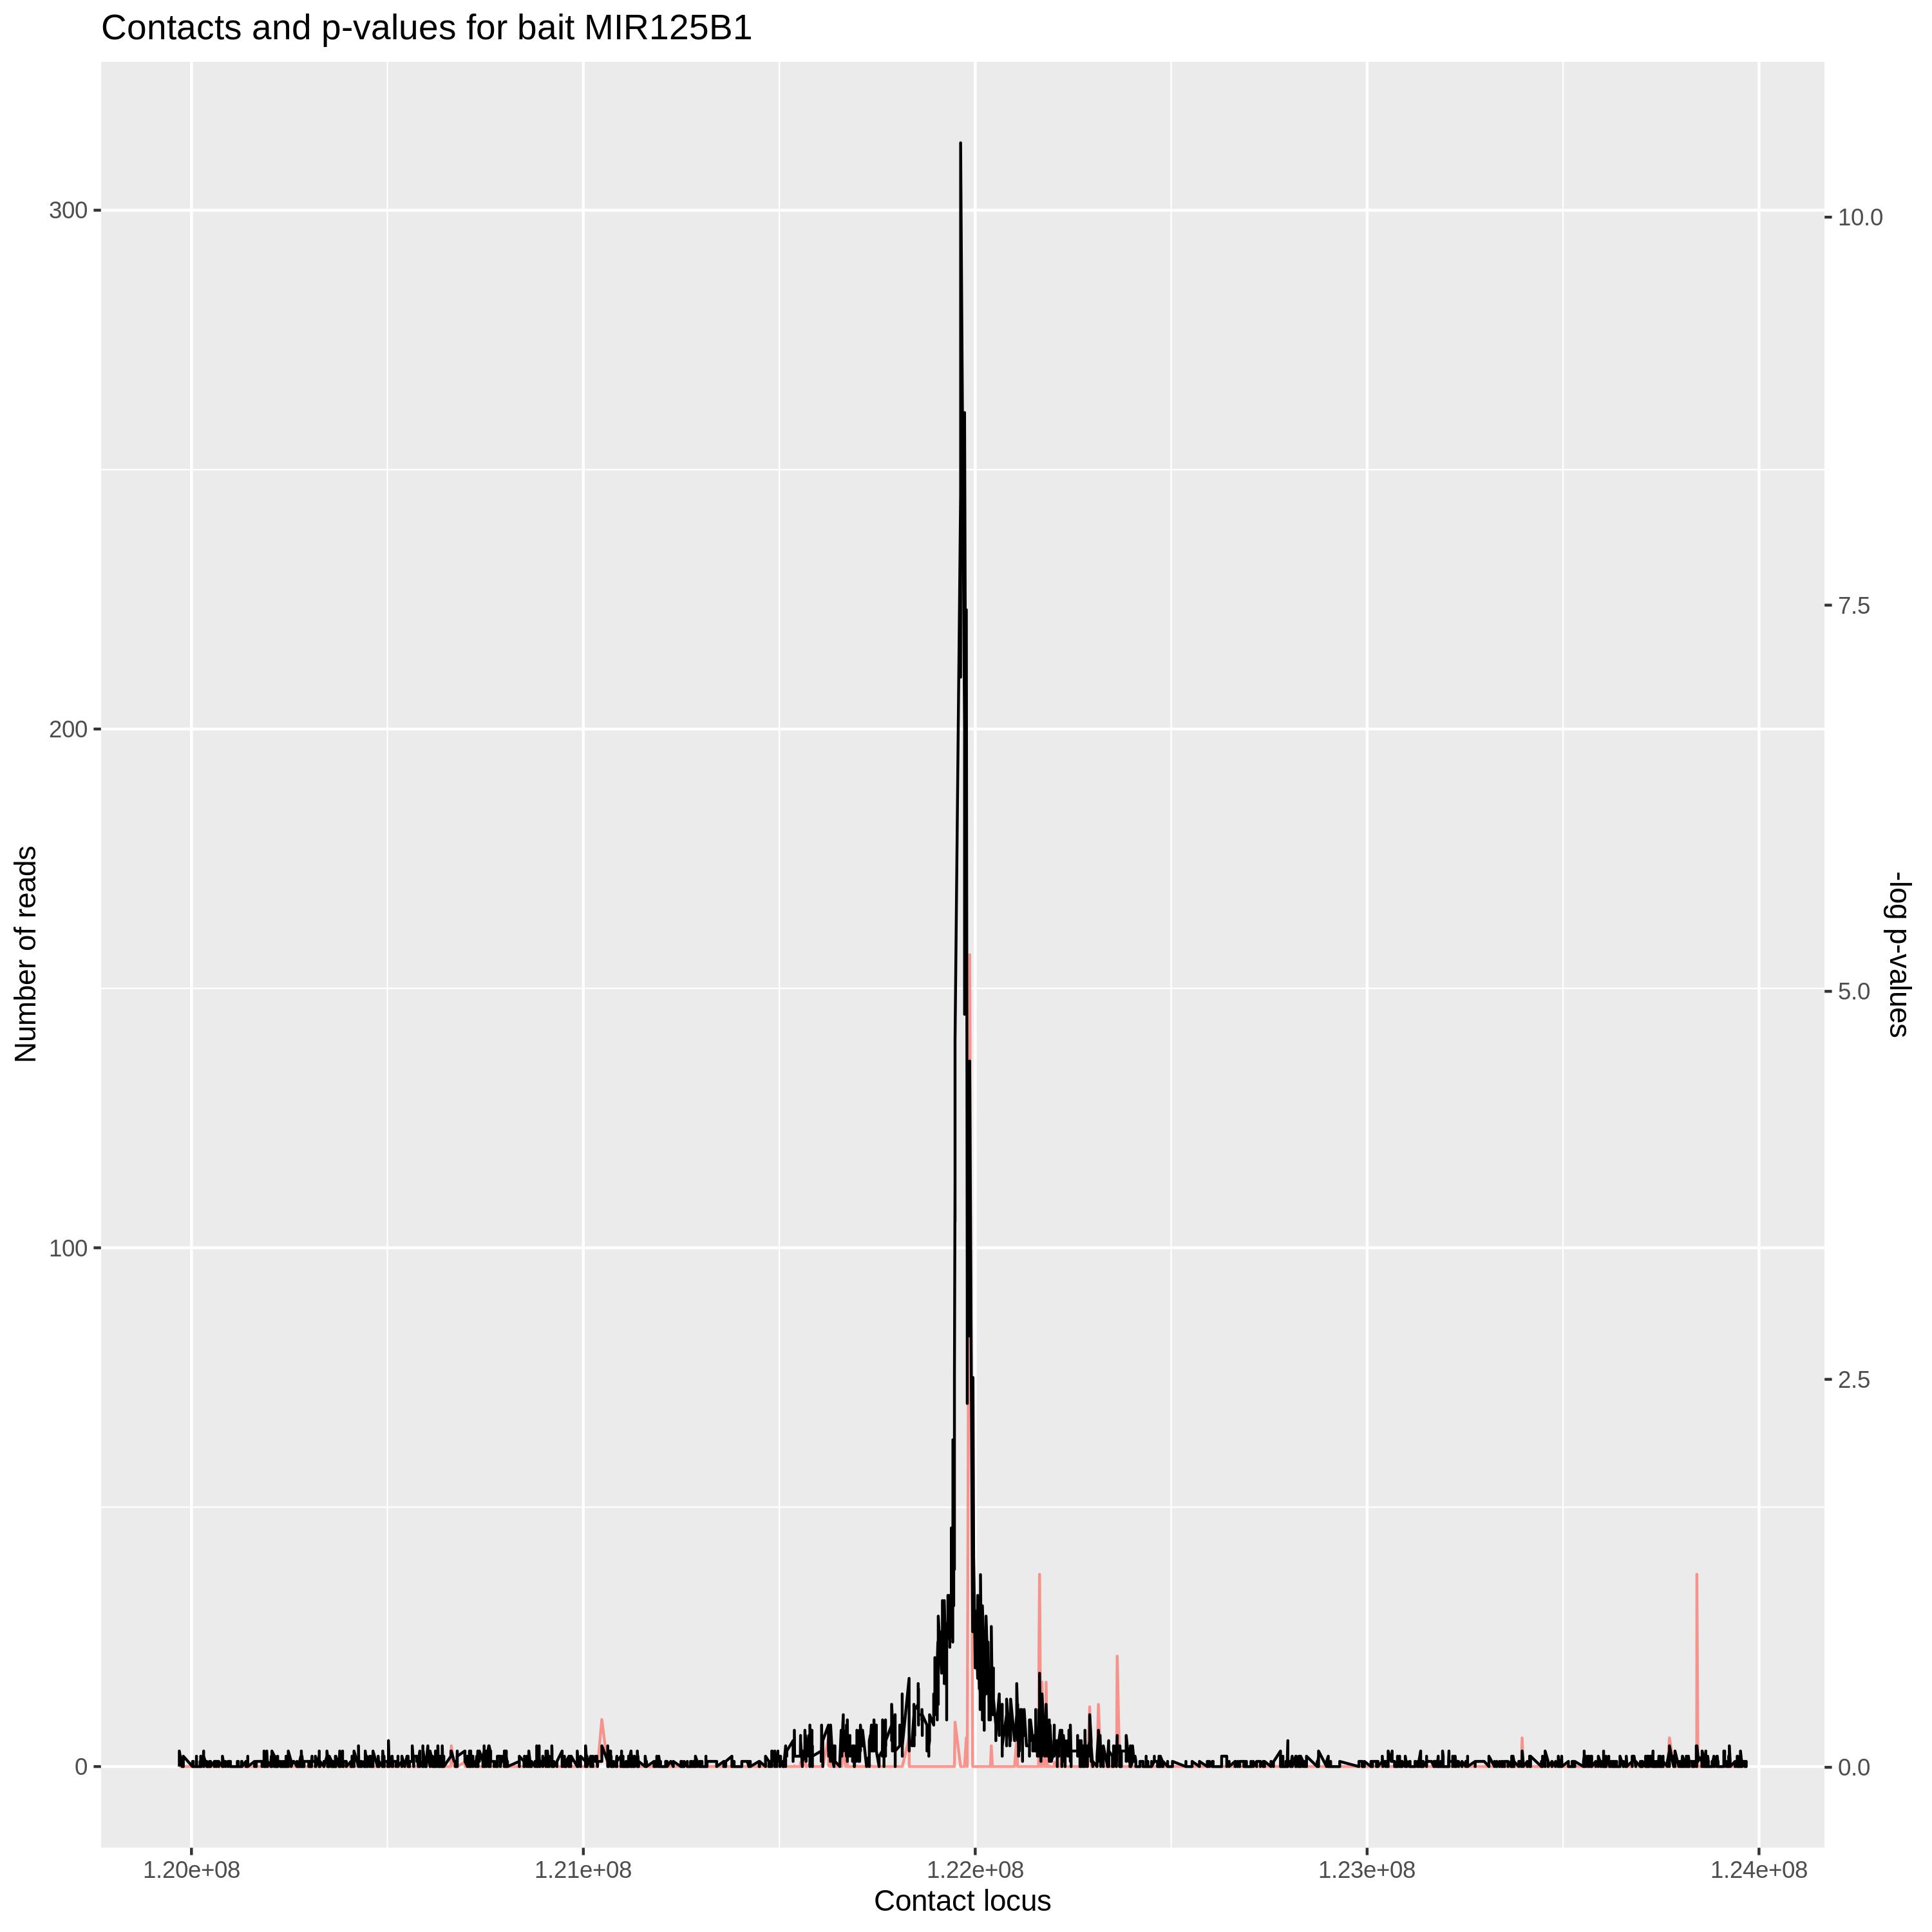 Contacts and p-values for bait MIR125B1
300
200
100
0
Number of reads
10.0
7.5
5.0
2.5
0.0
-log p-values
1.20e+08 1.21e+08 1.22e+08 1.23e+08 1.24e+08
Contact locus